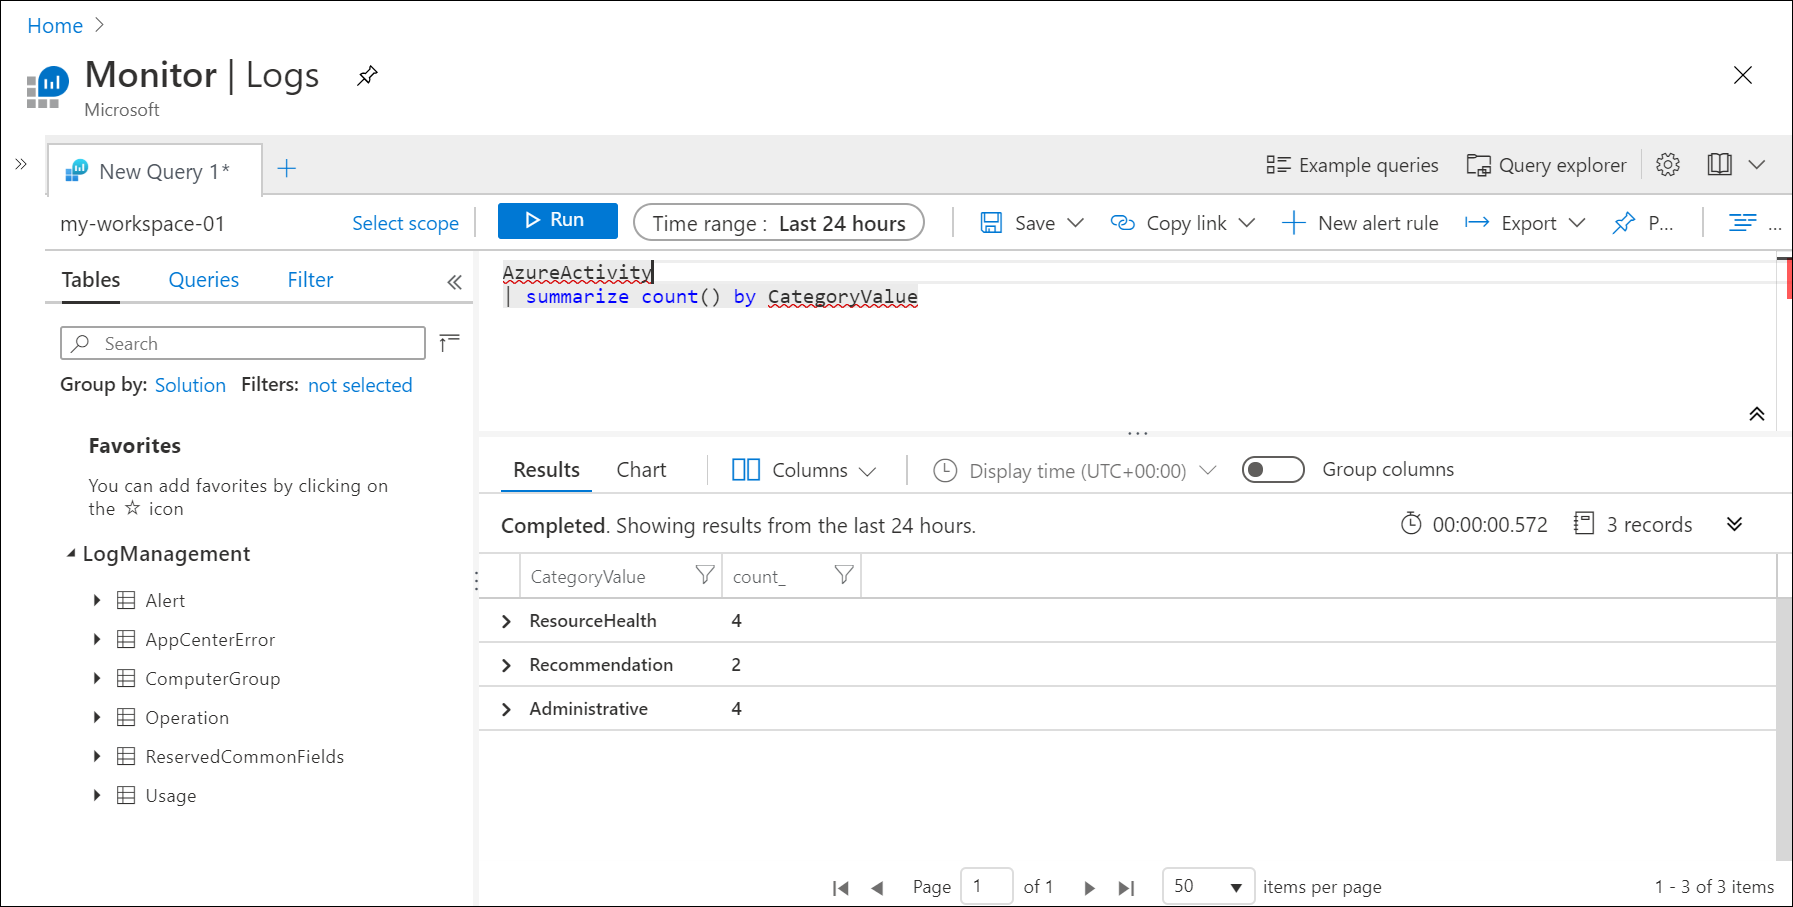 Home
Monitor | Logs
Microsoft
New Query 1*
Example queries
Query explorer
my-workspace-01
Select scope
Run
Time range : Last 24 hours
Save
Copy link
New alert rule
Export
P...
...
Tables
Queries
Filter
Search
Group by: Solution Filters: not selected
Favorites
You can add favorites by clicking on
the ☆ icon
LogManagement
Alert
AppCenterError
ComputerGroup
Operation
ReservedCommonFields
Usage
AzureActivity
| summarize count() by CategoryValue
Results
Chart
Columns
Display time (UTC+00:00)
Group columns
Completed. Showing results from the last 24 hours.
00:00:00.572
3 records
CategoryValue count_
ResourceHealth 4
Recommendation 2
Administrative 4
Page 1 of 1
50 items per page
1 - 3 of 3 items